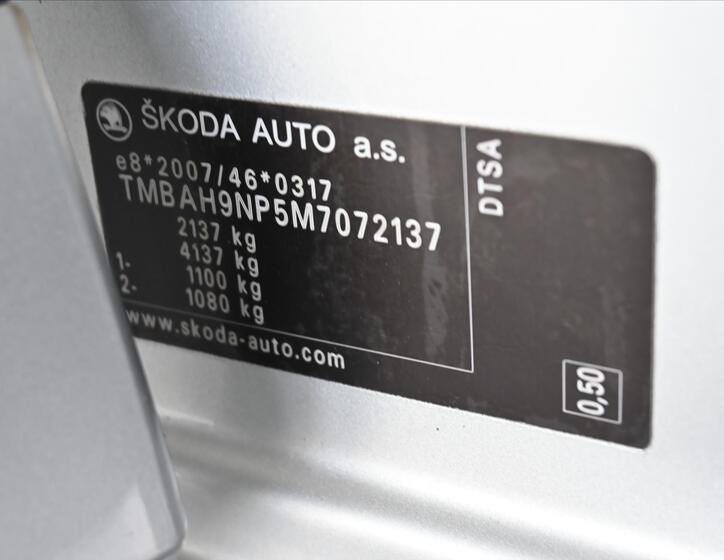 ŠKODA AUTO a.s.
e8*2007/46*0317
TMBAH9NP5M7072137
2137 kg
4137 kg
1- 1100 kg
2- 1080 kg
www.skoda-auto.com
DTSA
0,50